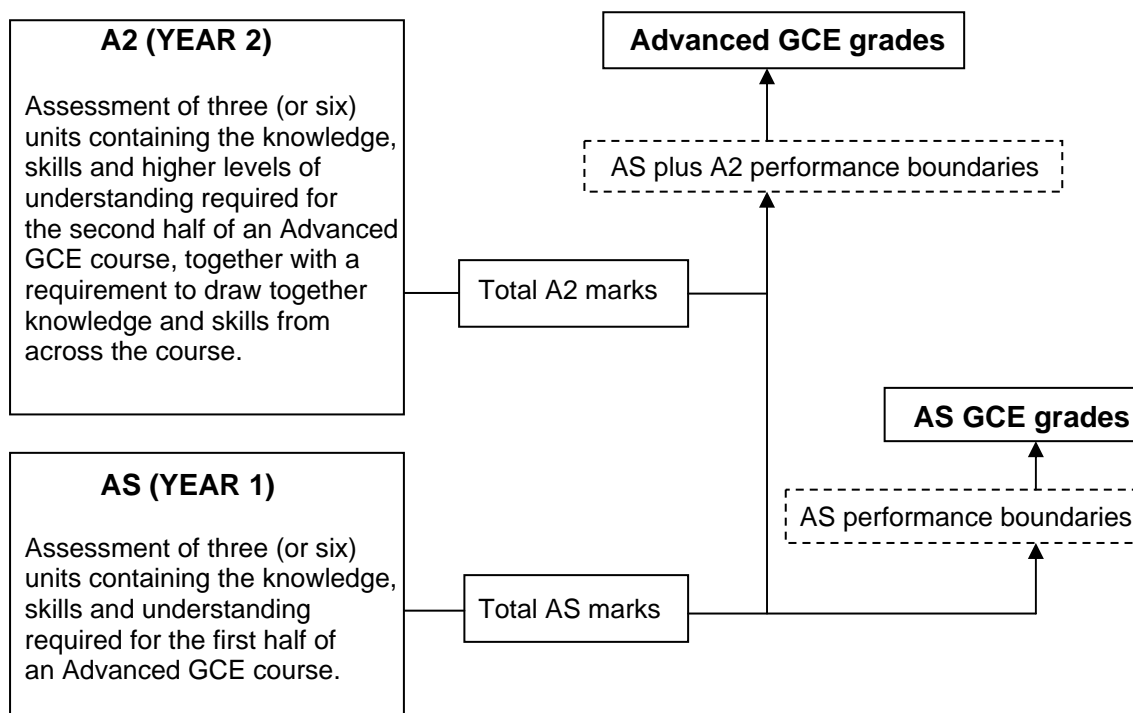 A2 (YEAR 2)
Assessment of three (or six)
units containing the knowledge,
skills and higher levels of
understanding required for
the second half of an Advanced
GCE course, together with a
requirement to draw together
knowledge and skills from
across the course.
Total A2 marks
Advanced GCE grades
AS plus A2 performance boundaries
AS GCE grades
AS performance boundaries
AS (YEAR 1)
Assessment of three (or six)
units containing the knowledge,
skills and understanding
required for the first half of
an Advanced GCE course.
Total AS marks